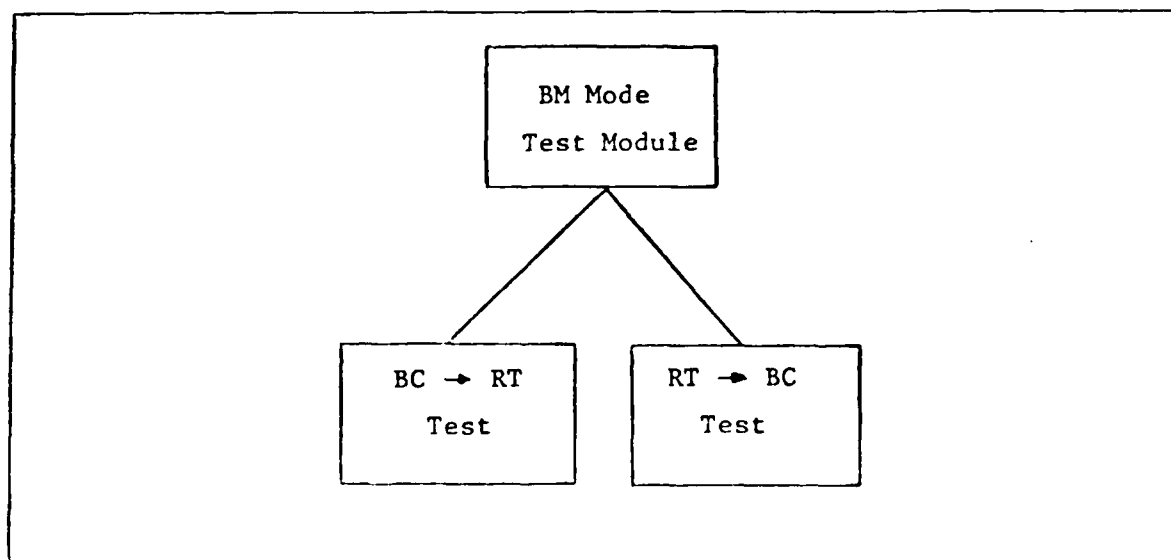 BM Mode
Test Module
BC → RT
Test
RT → BC
Test